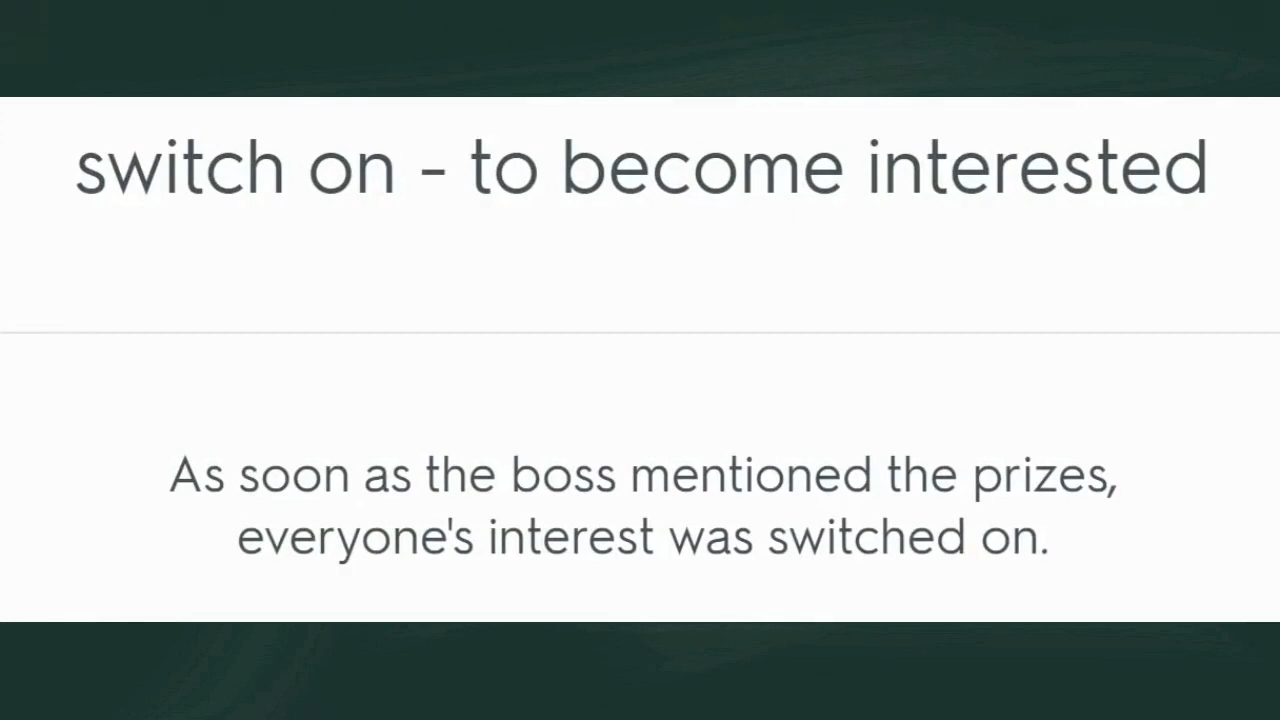 switch on - to become interested
As soon as the boss mentioned the prizes,
everyone's interest was switched on.